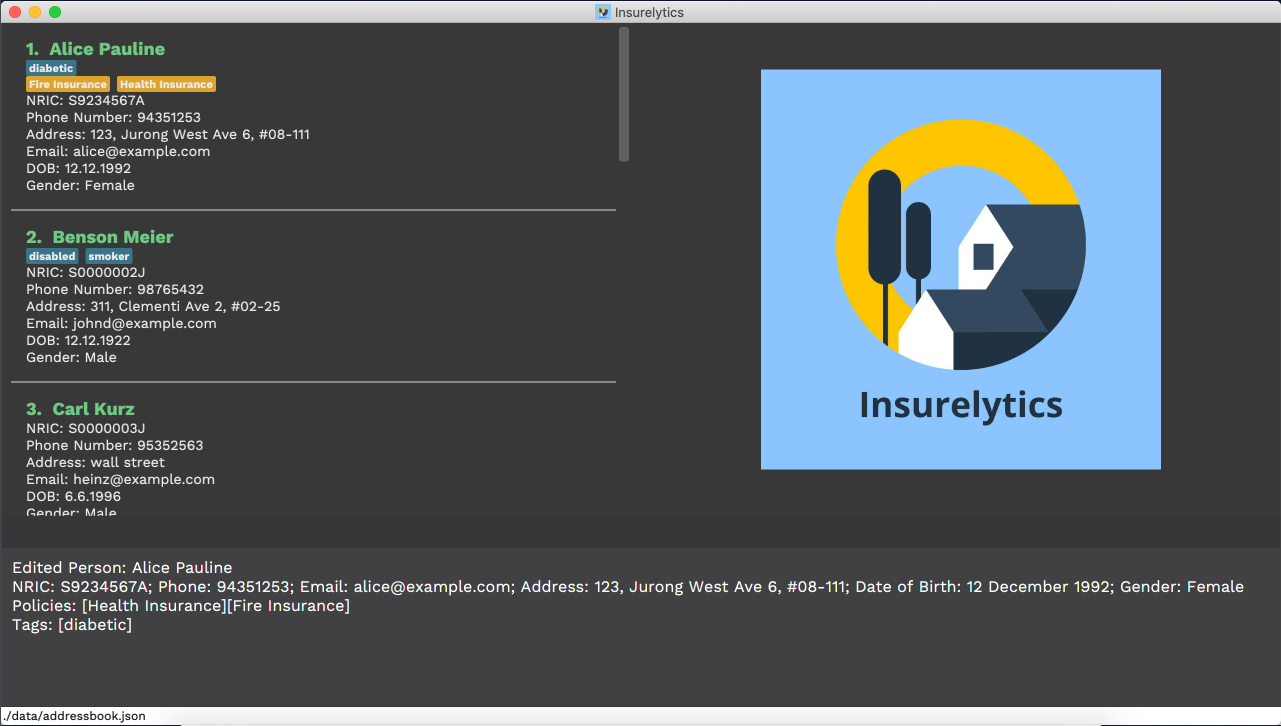 Insurelytics
1. Alice Pauline
diabetic
Fire Insurance Health Insurance
NRIC: S9234567A
Phone Number: 94351253
Address: 123, Jurong West Ave 6, #08-111
Email: alice@example.com
DOB: 12.12.1992
Gender: Female
2. Benson Meier
disabled smoker
NRIC: S0000002J
Phone Number: 98765432
Address: 311, Clementi Ave 2, #02-25
Email: johnd@example.com
DOB: 12.12.1922
Gender: Male
3. Carl Kurz
NRIC: S0000003J
Phone Number: 95352563
Address: wall street
Email: heinz@example.com
DOB: 6.6.1996
Gender: Male
Insurelytics
Edited Person: Alice Pauline
NRIC: S9234567A; Phone: 94351253; Email: alice@example.com; Address: 123, Jurong West Ave 6, #08-111; Date of Birth: 12 December 1992; Gender: Female
Policies: [Health Insurance][Fire Insurance]
Tags: [diabetic]
./data/addressbook.json